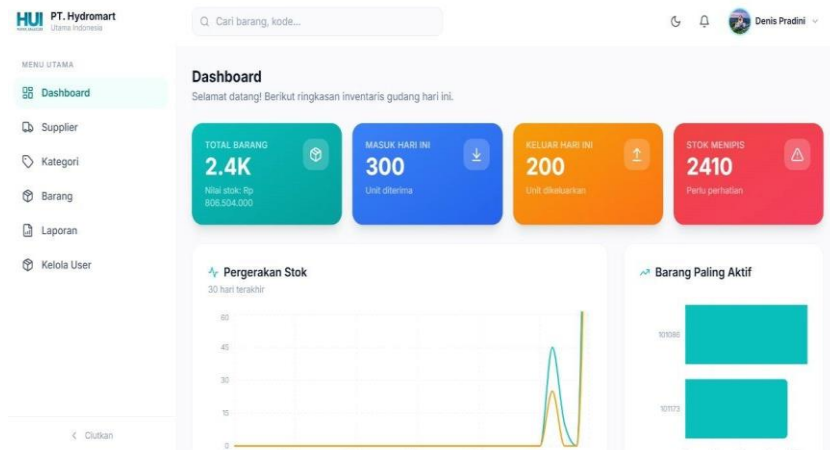 HUI
PT. Hydromart
Utama Indonesia
Cari barang, kode...
Denis Pradini
MENU UTAMA
Dashboard
Supplier
Kategori
Barang
Laporan
Kelola User
Ciutkan
Dashboard
Selamat datang! Berikut ringkasan inventaris gudang hari ini.
TOTAL BARANG
2.4K
Nilai stok: Rp
806.504.000
MASUK HARI INI
300
Unit diterima
KELUAR HARI INI
200
Unit dikeluarkan
STOK MENIPIS
2410
Perlu perhatian
Pergerakan Stok
30 hari terakhir
60
45
30
15
0
Barang Paling Aktif
101086
101173